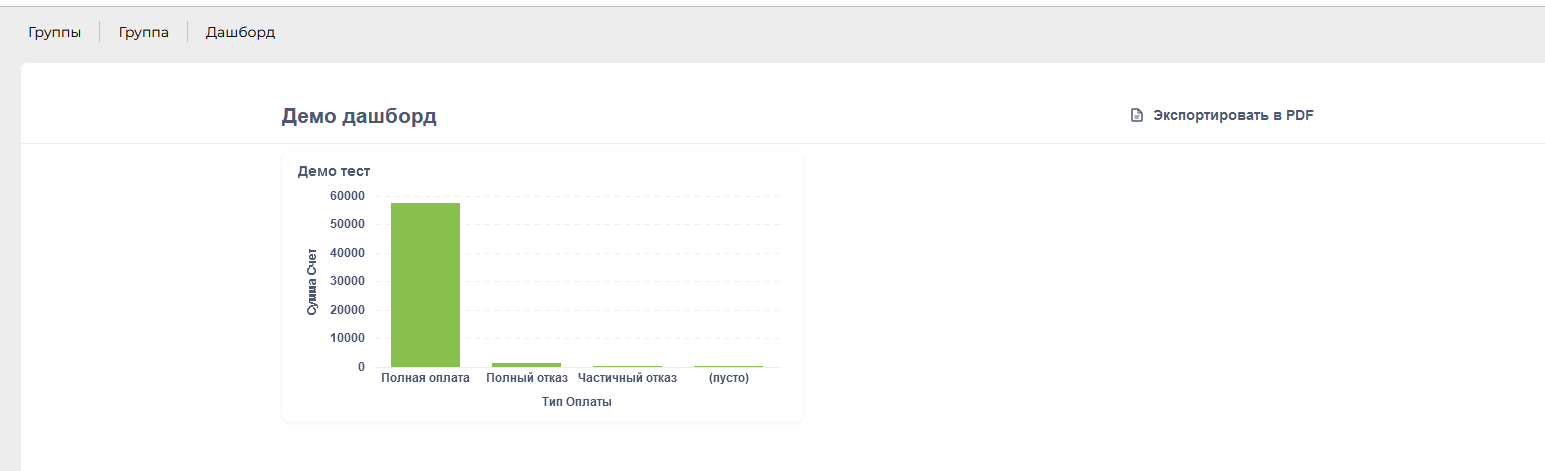 Группы Группа Дашборд
Демо дашборд
Экспортировать в PDF
Демо тест
60000
50000
40000
30000
20000
10000
0
Сумма Счет
Полная оплата Полный отказ Частичный отказ (пусто)
Тип Оплаты